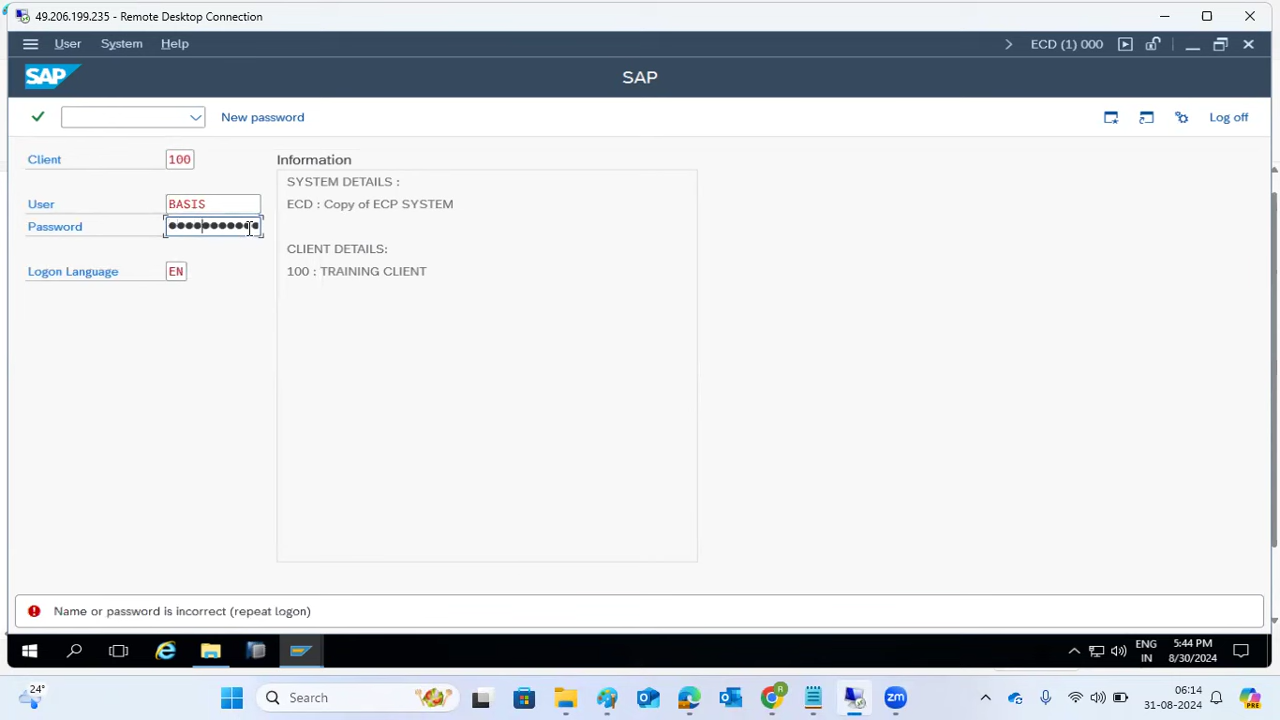 49.206.199.235 - Remote Desktop Connection
User System Help
ECD (1) 000
SAP
SAP
New password
Log off
Client 100
User BASIS
Password ●●●●●●●●●●●
Logon Language EN
Information
SYSTEM DETAILS :
ECD : Copy of ECP SYSTEM
CLIENT DETAILS:
100 : TRAINING CLIENT
Name or password is incorrect (repeat logon)
ENG
IN
5:44 PM
8/30/2024
24°
Search
R
zm
06:14
31-08-2024
PRE